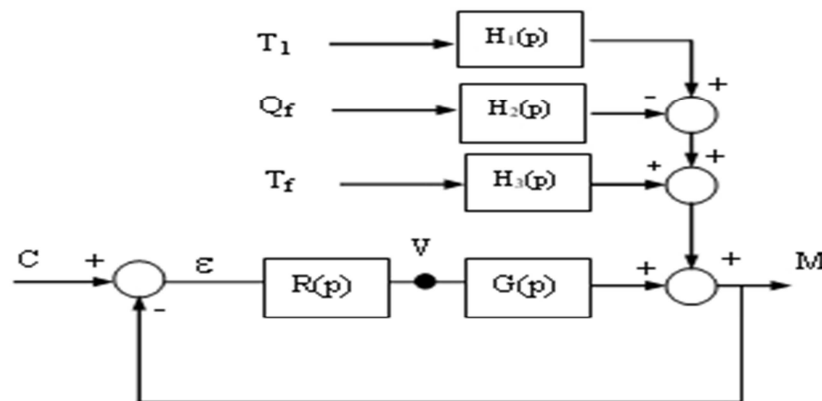 T1 H1(p)
+
Qf H2(p) -
+
Tf H3(p) +
V
C + ε R(p) G(p) + + M
-